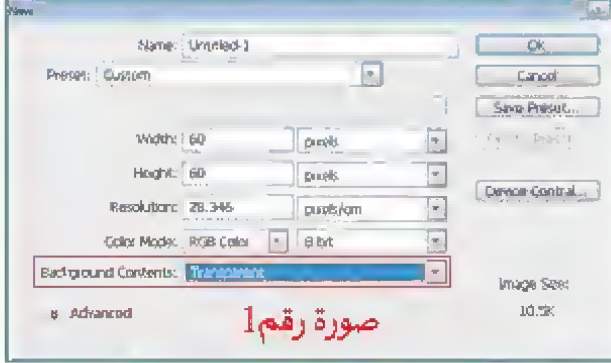 New
Name: Untitled-1 OK
Preset: Custom Cancel
Save Preset...
Width: 60 pixels
Height: 60 pixels
Resolution: 28.346 pixels/cm Device Central...
Color Mode: RGB Color 8 bit
Background Contents: Transparent
Image Size:
Advanced 10.5K
صورة رقم1